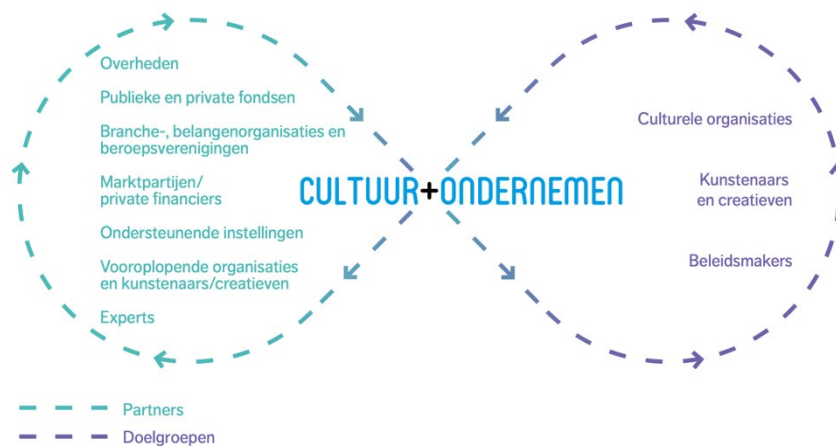 Overheden
Publieke en private fondsen
Branche-, belangenorganisaties en
beroepsverenigingen
Marktpartijen/
private financiers
Ondersteunende instellingen
Vooroplopende organisaties
en kunstenaars/creatieven
Experts
CULTUUR+ONDERNEMEN
Culturele organisaties
Kunstenaars
en creatieven
Beleidsmakers
Partners
Doelgroepen